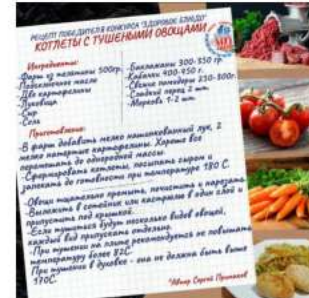 РЕЦЕПТ ПОБЕДИТЕЛЯ КОНКУРСА "ЗДОРОВОЕ БЛЮДО"
КОТЛЕТЫ С ТУШЕНЫМИ ОВОЩАМИ
Ингредиенты:
-Фарш из телятины 500гр.
-Подсолнечное масло
-Две картофелины
-Луковица
-Сыр
-Соль
-Баклажаны 300-350 гр.
-Кабачки 400-450 г.
-Свежие помидоры 250-300г.
-Сладкий перец 2 шт.
-Морковь 1-2 шт.
Приготовление:
-В фарш добавить мелко нашинкованный лук, 2
мелко натертые картофелины. Хорошо все
перемешать до однородной массы.
-Сформировать котлеты, посыпать сыром и
запекать до готовности при температуре 180 С.
-Овощи тщательно промыть, почистить и нарезать.
-Выложить в сотейник или кастрюлю в один слой и
припустить под крышкой.
-Если тушиться будут несколько видов овощей,
каждый вид припускать отдельно.
-При тушении на плите рекомендуется не повышать
температуру более 82С.
При тушении в духовке - она не должна быть выше
170С.
*Автор Сергей